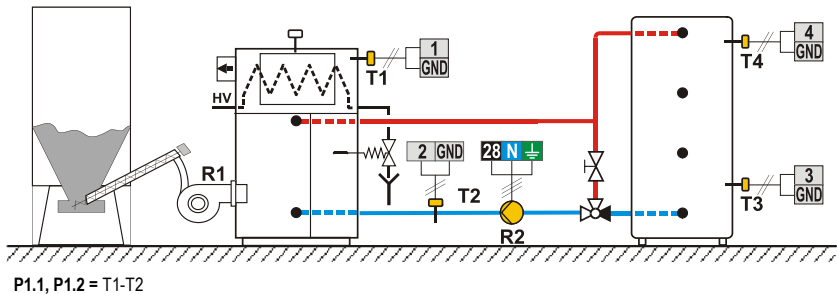 1
GND
T1
4
GND
T4
HV
2 GND
28 N
R1
T2
R2
3
GND
T3
P1.1, P1.2 = T1-T2